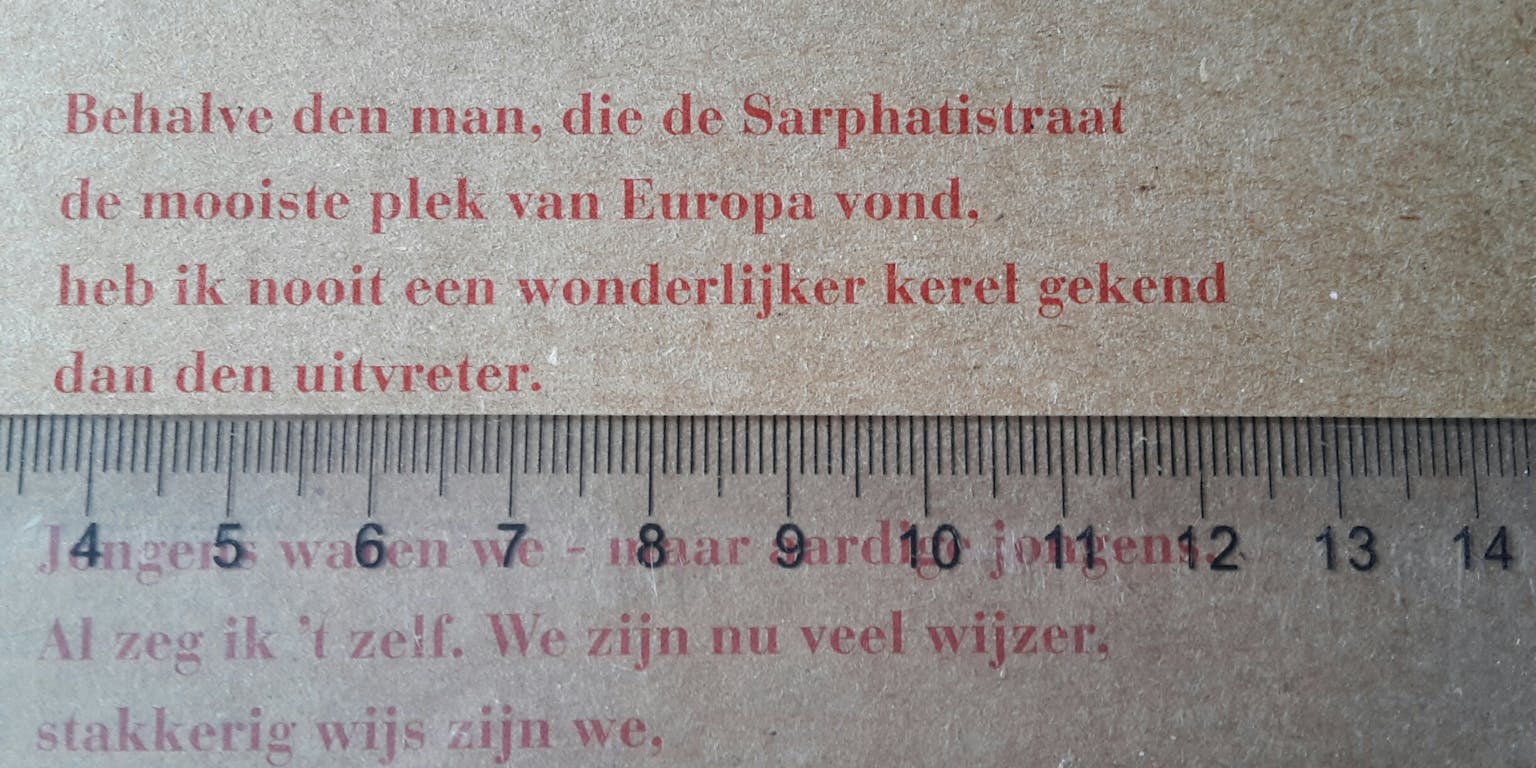 Behalve den man, die de Sarphatistraat
de mooiste plek van Europa vond,
heb ik nooit een wonderlijker kerel gekend
dan den uitvreter.
4 5 6 7 8 9 10 11 12 13 14
Jongens waren we - maar aardige jongens.
Al zeg ik 't zelf. We zijn nu veel wijzer,
stakkerig wijs zijn we,